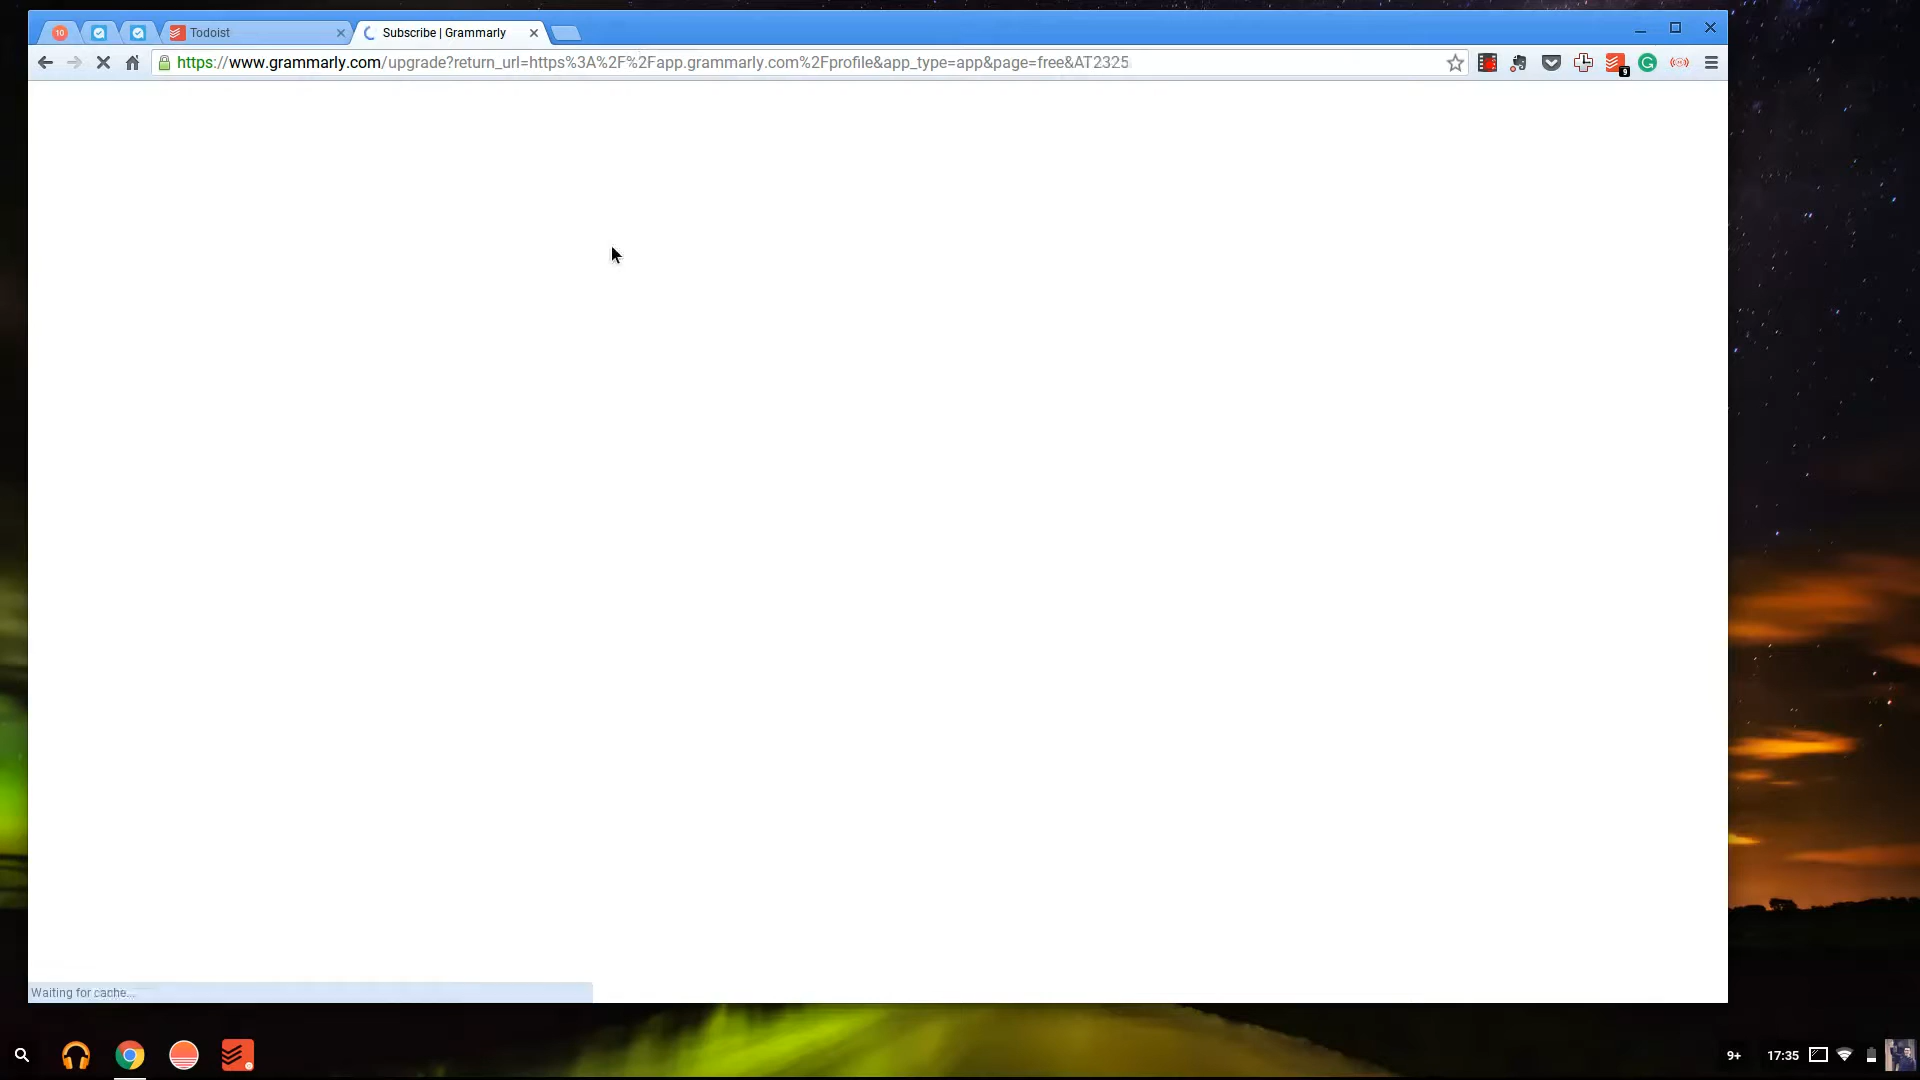 10
Todoist
Subscribe | Grammarly
https://www.grammarly.com/upgrade?return_url=https%3A%2F%2Fapp.grammarly.com%2Fprofile&app_type=app&page=free&AT2325
9
Waiting for cache...
9+
17:35